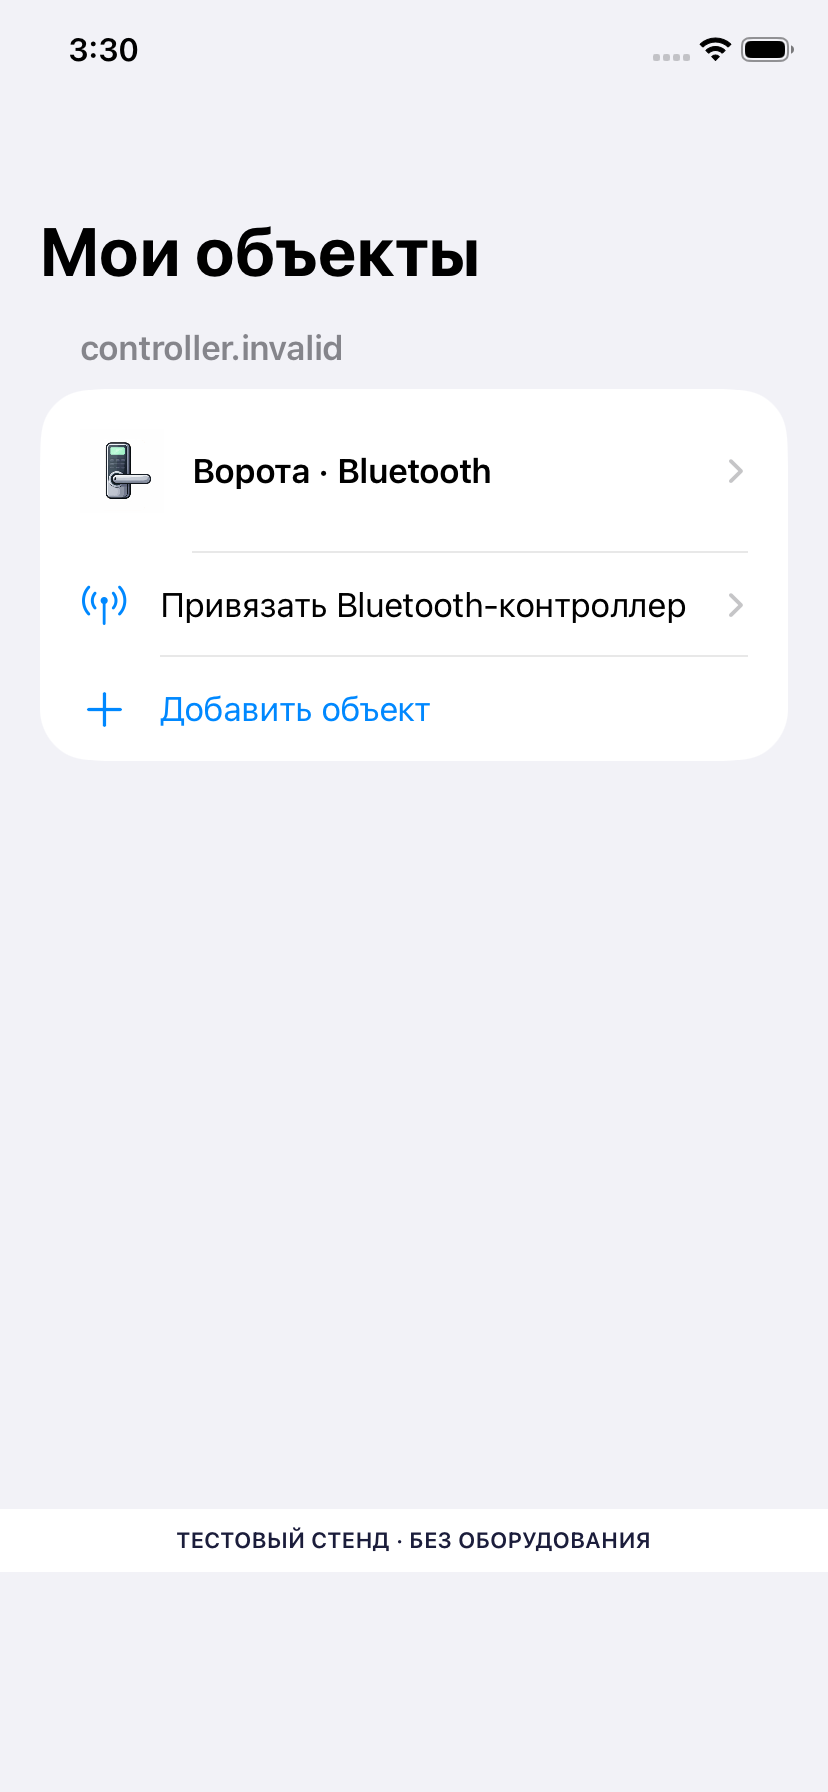 3:30
Мои объекты
controller.invalid
Ворота · Bluetooth
Привязать Bluetooth-контроллер
Добавить объект
ТЕСТОВЫЙ СТЕНД · БЕЗ ОБОРУДОВАНИЯ